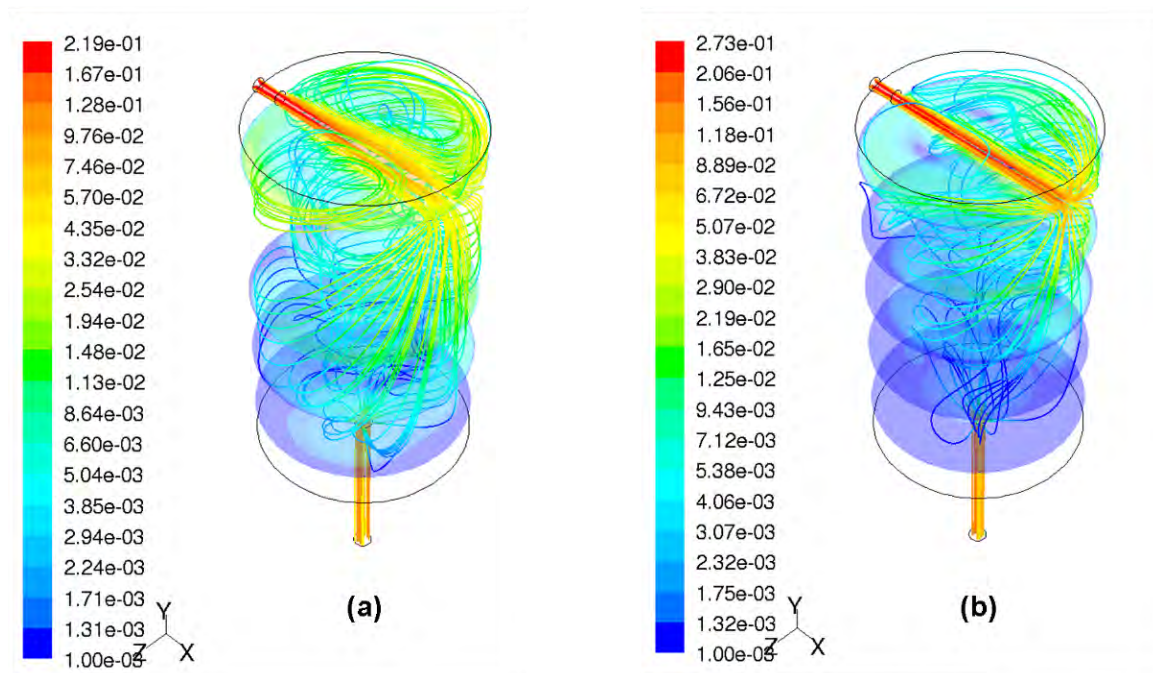 2.19e-01
1.67e-01
1.28e-01
9.76e-02
7.46e-02
5.70e-02
4.35e-02
3.32e-02
2.54e-02
1.94e-02
1.48e-02
1.13e-02
8.64e-03
6.60e-03
5.04e-03
3.85e-03
2.94e-03
2.24e-03
1.71e-03
1.31e-03
1.00e-03
Y
Z
X
(a)
2.73e-01
2.06e-01
1.56e-01
1.18e-01
8.89e-02
6.72e-02
5.07e-02
3.83e-02
2.90e-02
2.19e-02
1.65e-02
1.25e-02
9.43e-03
7.12e-03
5.38e-03
4.06e-03
3.07e-03
2.32e-03
1.75e-03
1.32e-03
1.00e-03
Y
Z
X
(b)